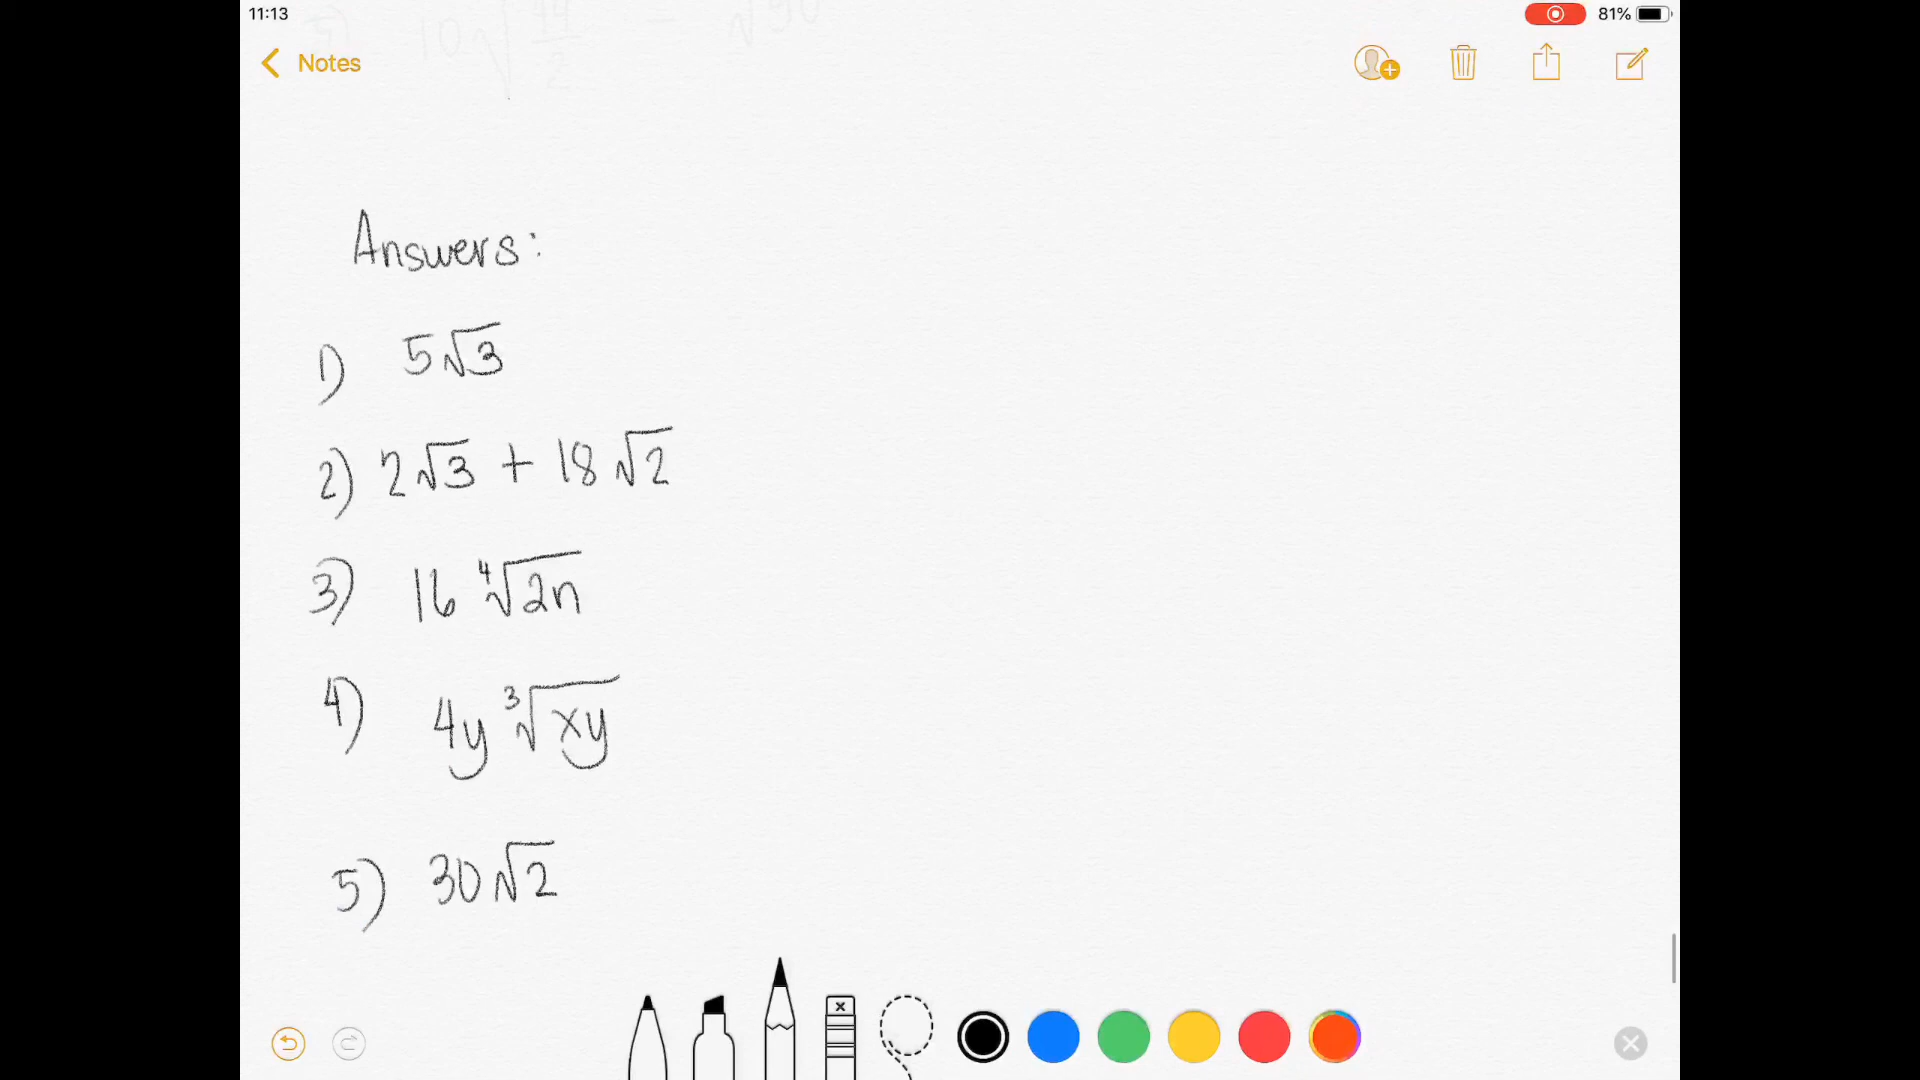 11:13
81%
Notes
Answers:
1) 5√3
2) 2√3 + 18√2
3) 16 ∜2n
4) 4y ∛xy
5) 30√2